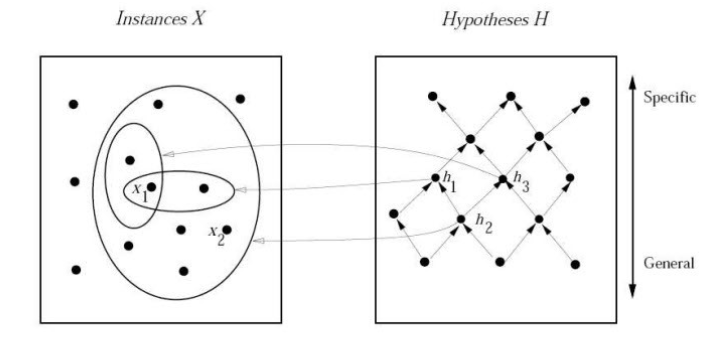 Instances X
Hypotheses H
Specific
h1
h3
x1
x2
h2
General